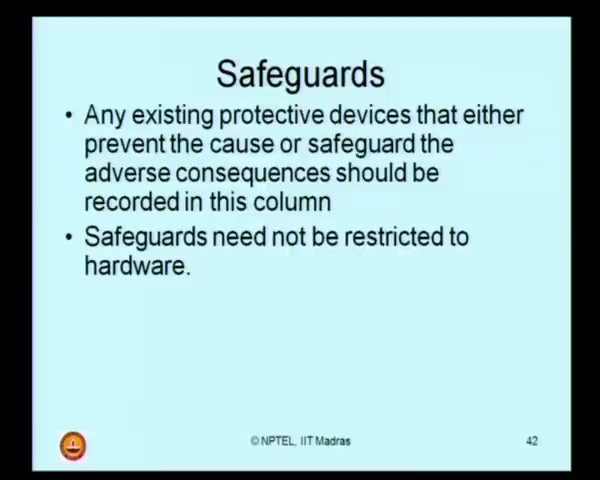 Safeguards
• Any existing protective devices that either
prevent the cause or safeguard the
adverse consequences should be
recorded in this column
• Safeguards need not be restricted to
hardware.
© NPTEL, IIT Madras
42